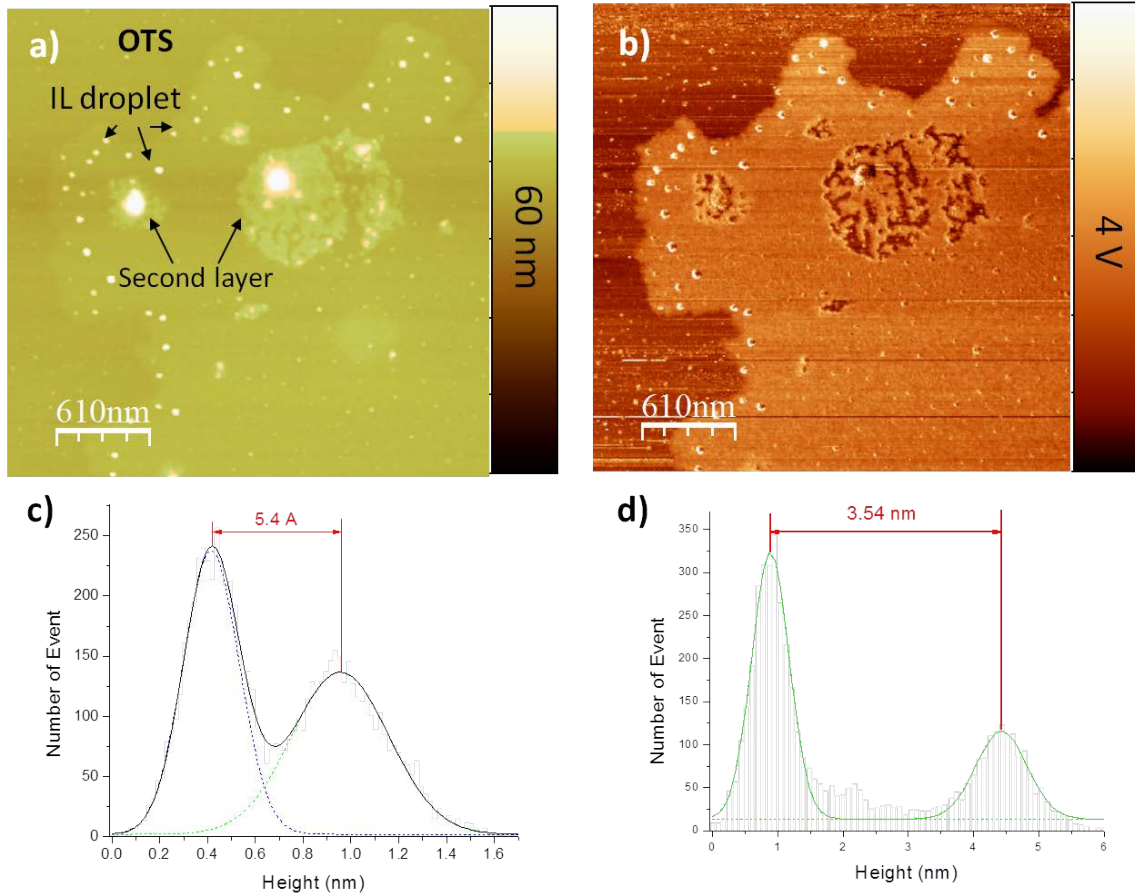 a)
OTS
IL droplet
Second layer
610nm
60 nm
b)
610nm
4 V
c)
5.4 A
250
200
150
100
50
0
Number of Event
0.0 0.2 0.4 0.6 0.8 1.0 1.2 1.4 1.6
Height (nm)
d)
3.54 nm
350
300
250
200
150
100
50
0
Number of Event
0 1 2 3 4 5 6
Height (nm)